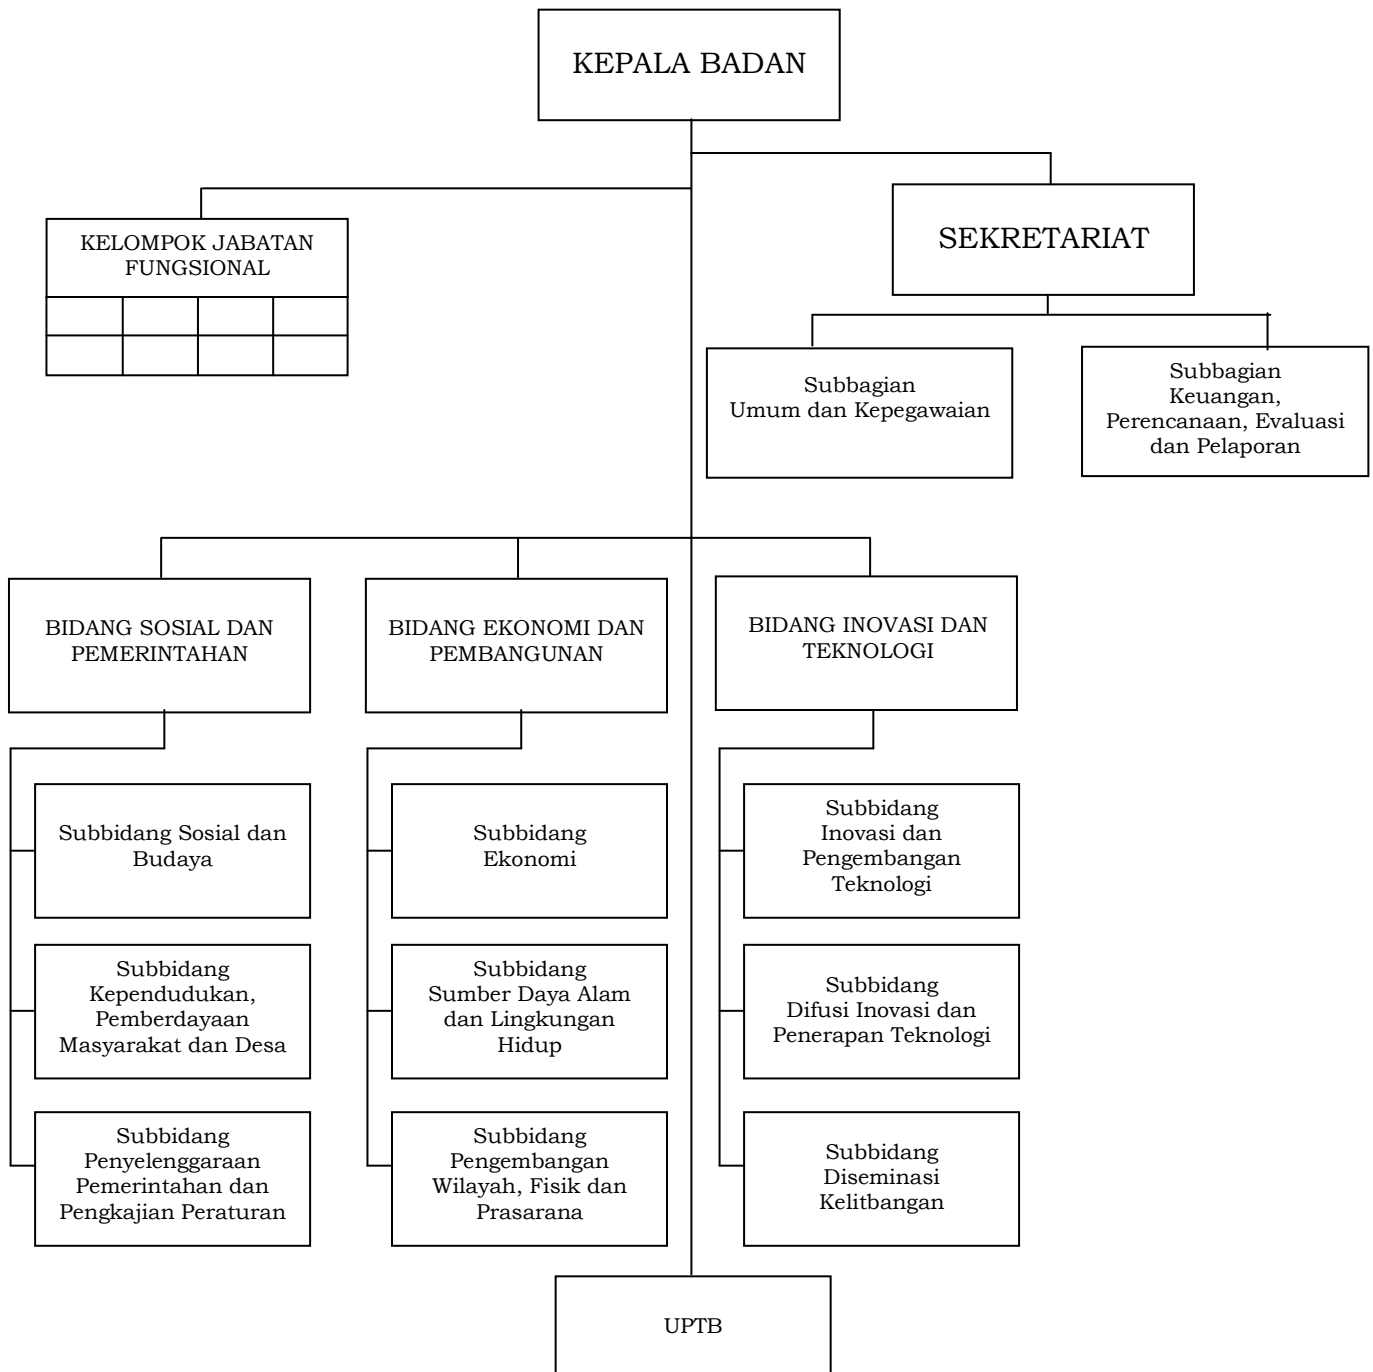 KEPALA BADAN
SEKRETARIAT
KELOMPOK JABATAN
FUNGSIONAL
Subbagian
Umum dan Kepegawaian
Subbagian
Keuangan,
Perencanaan, Evaluasi
dan Pelaporan
BIDANG SOSIAL DAN
PEMERINTAHAN
BIDANG EKONOMI DAN
PEMBANGUNAN
BIDANG INOVASI DAN
TEKNOLOGI
Subbidang Sosial dan
Budaya
Subbidang
Kependudukan,
Pemberdayaan
Masyarakat dan Desa
Subbidang
Penyelenggaraan
Pemerintahan dan
Pengkajian Peraturan
Subbidang
Ekonomi
Subbidang
Sumber Daya Alam
dan Lingkungan
Hidup
Subbidang
Pengembangan
Wilayah, Fisik dan
Prasarana
Subbidang
Inovasi dan
Pengembangan
Teknologi
Subbidang
Difusi Inovasi dan
Penerapan Teknologi
Subbidang
Diseminasi
Kelitbangan
UPTB